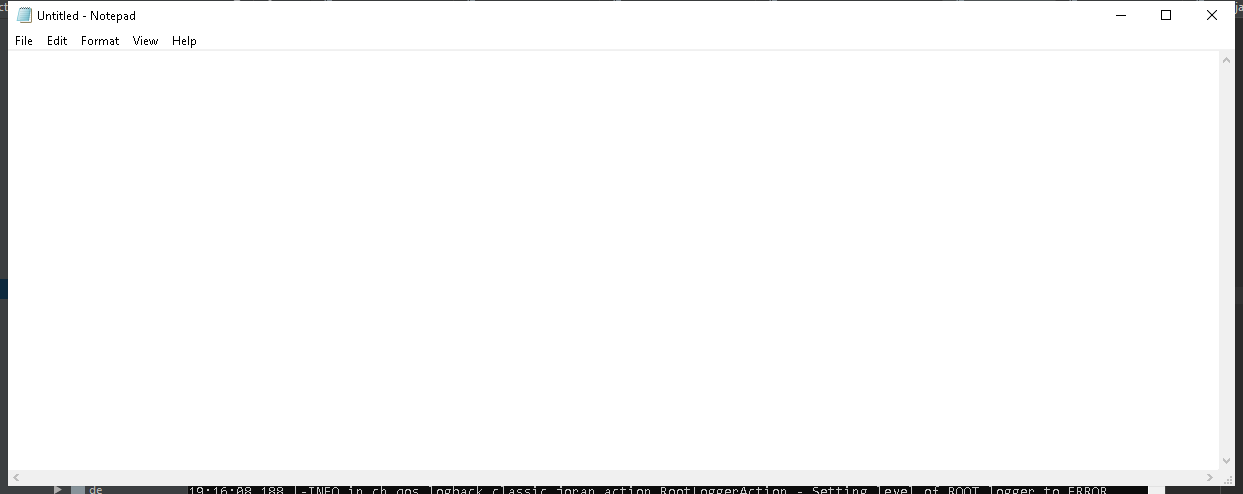 Untitled - Notepad
File Edit Format View Help
de
19:16:08,188 |-INFO in ch.qos.logback.classic.joran.action.RootLoggerAction - Setting level of ROOT logger to ERROR